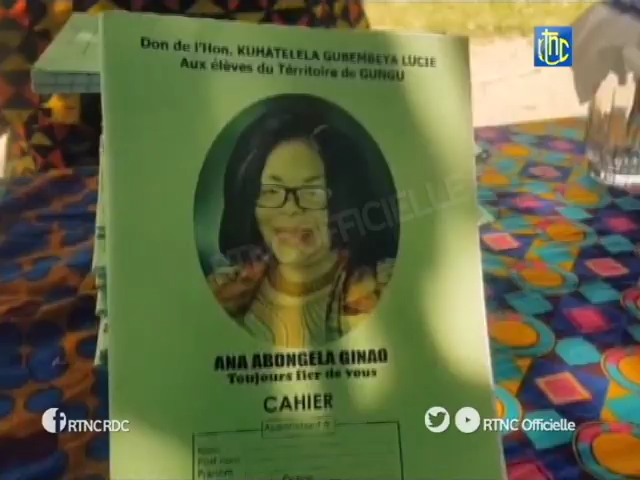 Don de l'Hon. KUHATELELA GUBEMBEYA LUCIE
Aux élèves du Térritoire de GUNGU
rtnc
RTNC OFFICIELLE
ANA ABONGELA GINAO
Toujours fier de vous
CAHIER
RTNCRDC
RTNC Officielle